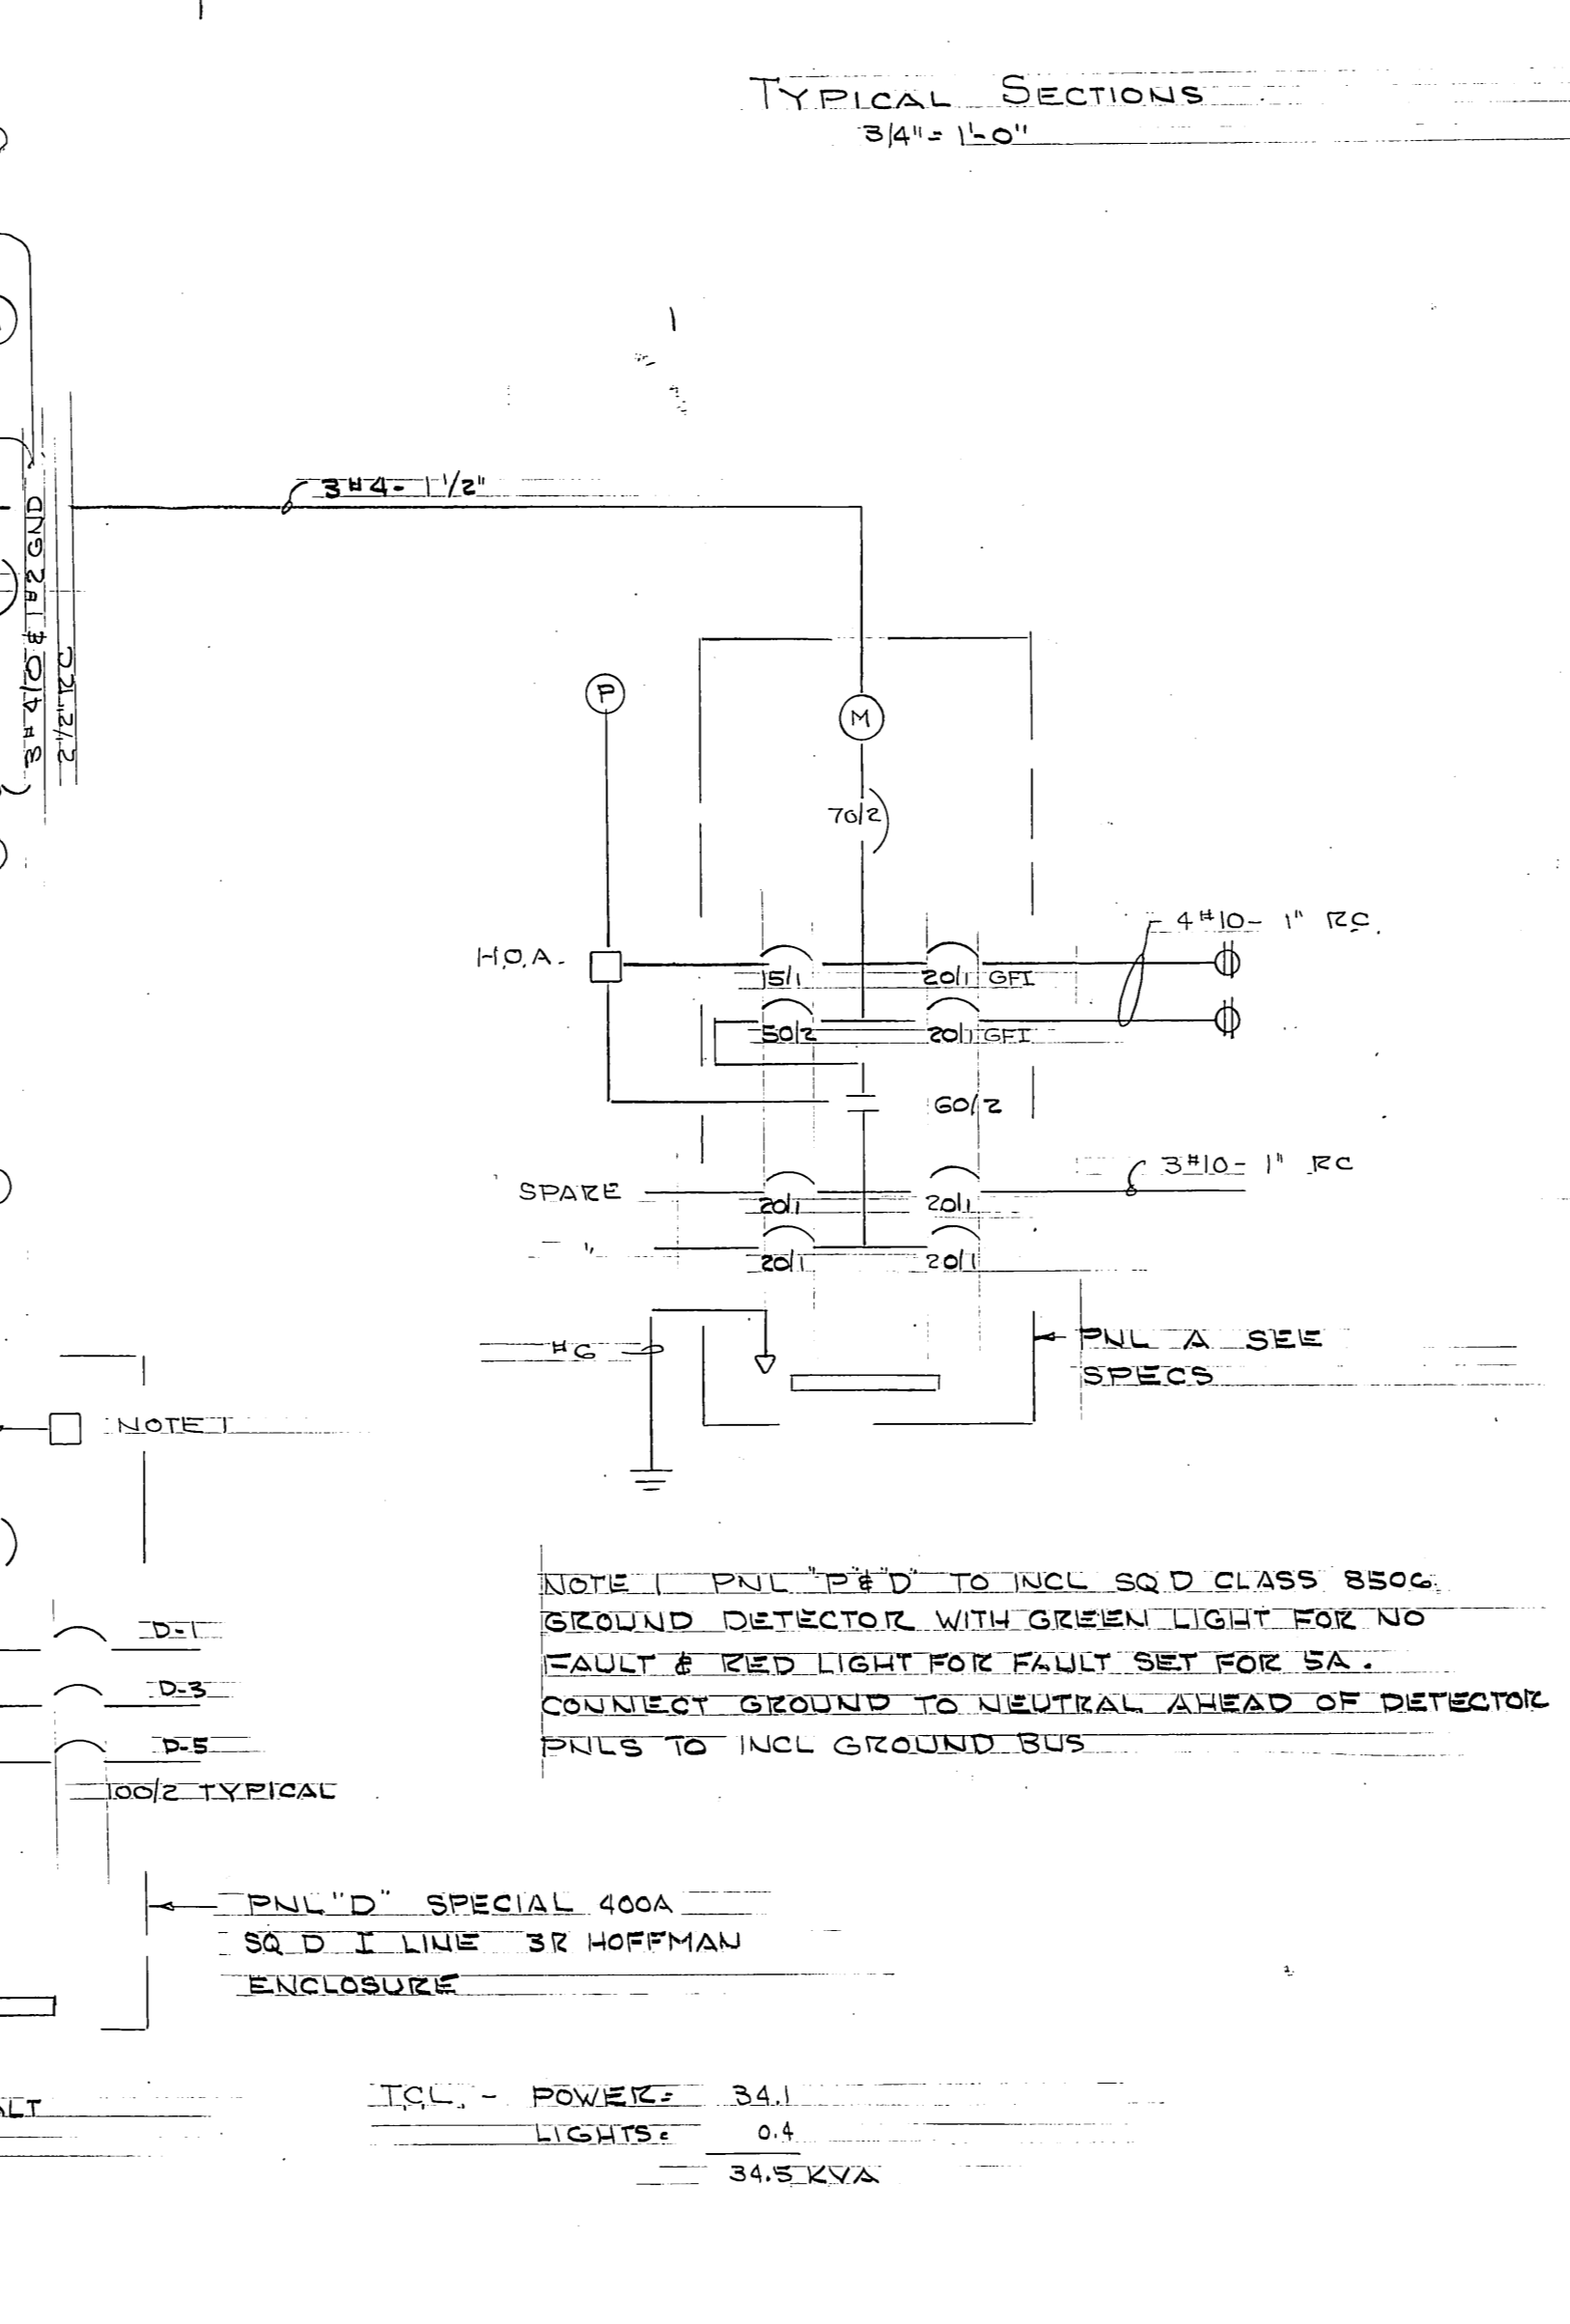 TYPICAL SECTIONS
3/4" = 1'-0"
3#4- 1 1/2"
3#4/0 & 1#2 GND
2 1/2" RC
P
M
70/2
4#10- 1" RC.
H.O.A.
15/1
20/1 GFI
50/2
20/1 GFI
60/2
3#10- 1" RC
SPARE
20/1
20/1
"
20/1
20/1
#6
PNL A SEE
SPECS
NOTE 1
NOTE 1 PNL "P" & "D" TO INCL SQ D CLASS 8506
GROUND DETECTOR WITH GREEN LIGHT FOR NO
FAULT & RED LIGHT FOR FAULT SET FOR 5A.
CONNECT GROUND TO NEUTRAL AHEAD OF DETECTOR
PNLS TO INCL GROUND BUS
D-1
D-3
D-5
100/2 TYPICAL
PNL "D" SPECIAL 400A
SQ D I LINE 3R HOFFMAN
ENCLOSURE
ALT
T.C.L. - POWER= 34.1
LIGHTS= 0.4
34.5 KVA